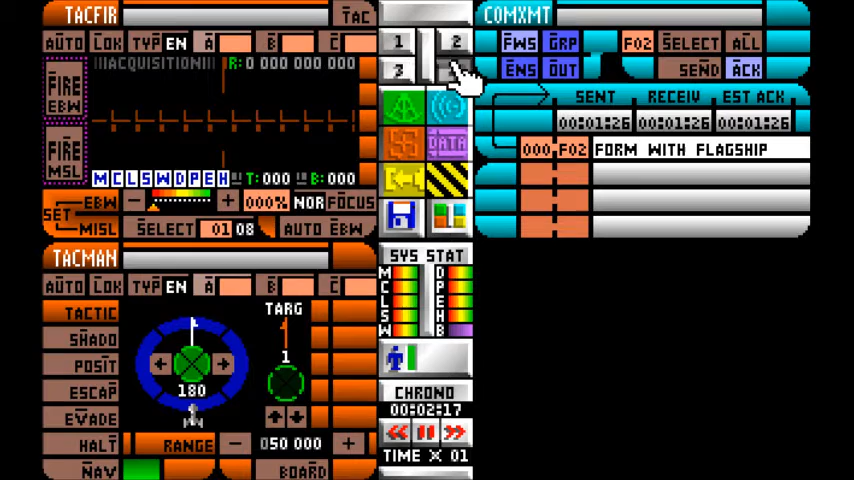 TACFIR TAC
AUTO LOK TYP EN A B C
ACQUISITION R: 0 000 000 000
FIRE
EBW
FIRE
MSL
M C L S W D P E H T: 000 B: 000
SET EBW − + 000% NOR FOCUS
MISL SELECT 01 08 AUTO EBW
TACMAN
AUTO LOK TYP EN A B C
TACTIC
SHADO
POSIT
ESCAP
EVADE
HALT
NAV
180
TARG
1
RANGE − 050 000 +
BOARD
1 2
3
DATA
SYS STAT
M D
C P
L E
S H
W B
CHRONO
00:02:17
TIME X 01
COMXMT
FWS GRP F02 SELECT ALL
ENS OUT SEND ACK
SENT RECEIV EST ACK
00:01:26 00:01:26 00:01:26
000-F02 FORM WITH FLAGSHIP